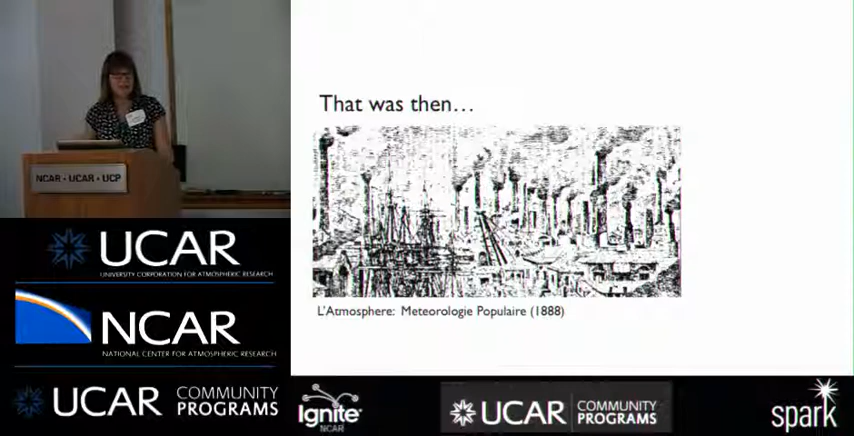 That was then…
L'Atmosphere: Meteorologie Populaire (1888)
NCAR • UCAR • UCP
UCAR
UNIVERSITY CORPORATION FOR ATMOSPHERIC RESEARCH
NCAR
NATIONAL CENTER FOR ATMOSPHERIC RESEARCH
UCAR COMMUNITY PROGRAMS
Ignite
NCAR
UCAR COMMUNITY PROGRAMS
spark